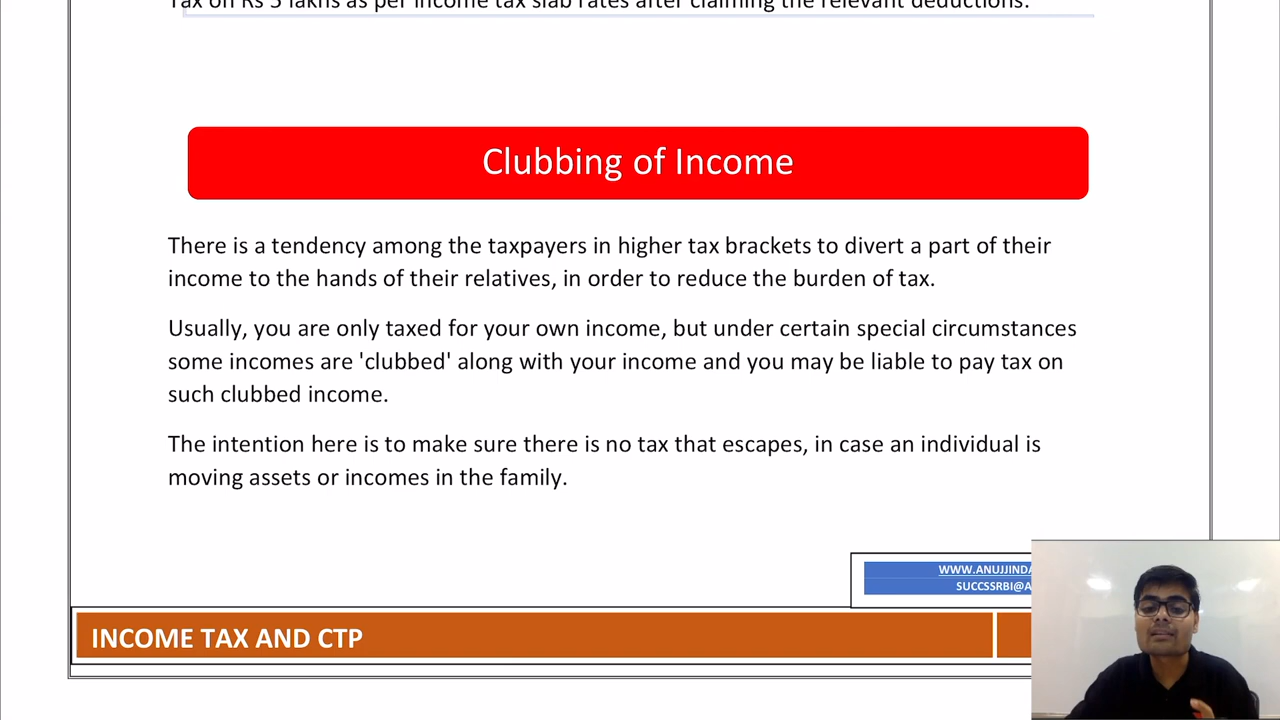 Tax on Rs 5 lakhs as per income tax slab rates after claiming the relevant deductions.
Clubbing of Income
There is a tendency among the taxpayers in higher tax brackets to divert a part of their
income to the hands of their relatives, in order to reduce the burden of tax.
Usually, you are only taxed for your own income, but under certain special circumstances
some incomes are 'clubbed' along with your income and you may be liable to pay tax on
such clubbed income.
The intention here is to make sure there is no tax that escapes, in case an individual is
moving assets or incomes in the family.
WWW.ANUJJINDA
SUCCSSRBI@A
INCOME TAX AND CTP